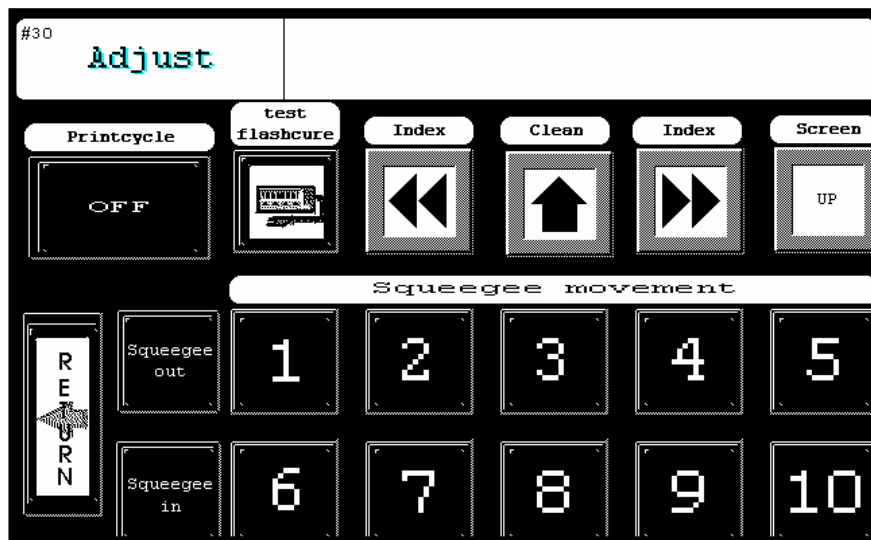 #30
Adjust
test
flashcure
Printcycle
Index
Clean
Index
Screen
OFF
UP
Squeegee movement
RETURN
Squeegee
out
1
2
3
4
5
Squeegee
in
6
7
8
9
10